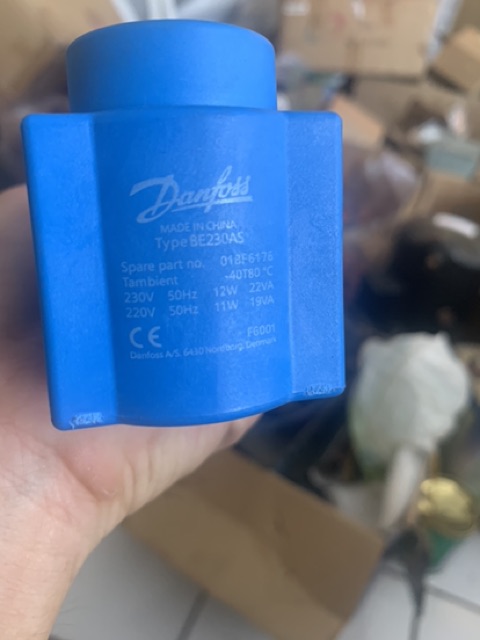 Danfoss
MADE IN CHINA
Type BE230AS
Spare part no. 018F6176
Tambient -40T80 °C
230V 50Hz 12W 22VA
220V 50Hz 11W 19VA
CE F6001
Danfoss A/S, 6430 Nordborg, Denmark